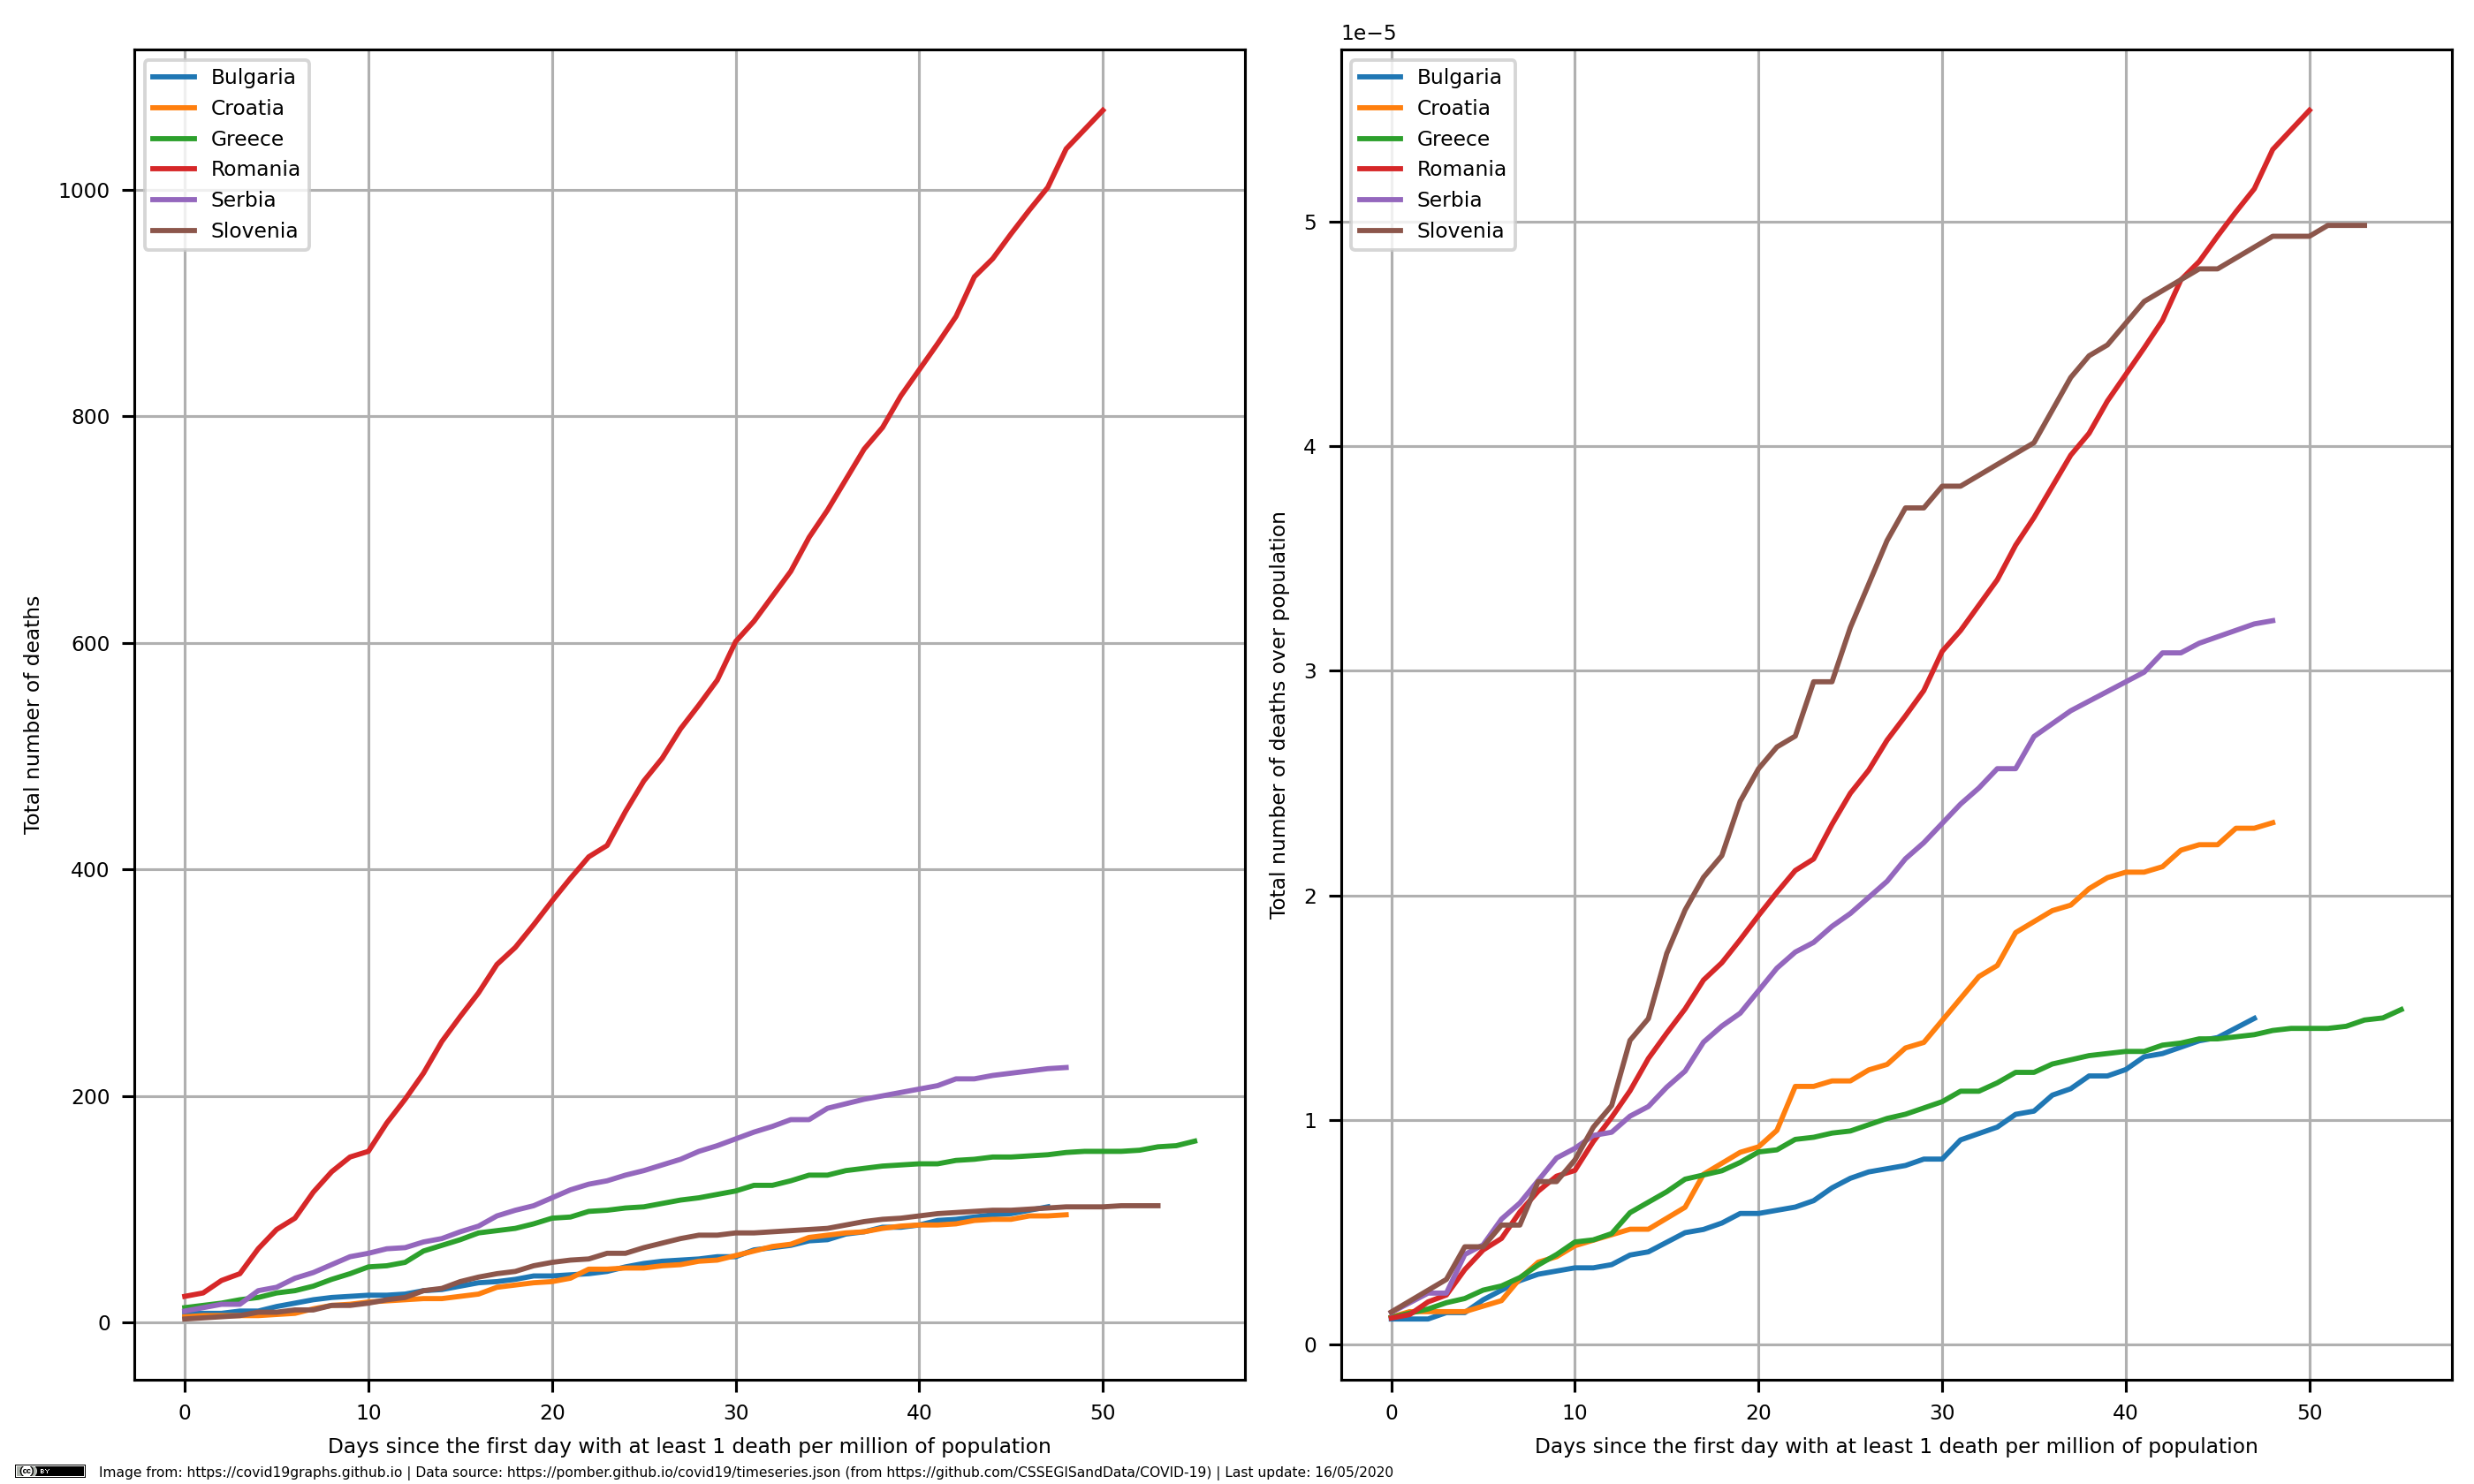 Bulgaria
Croatia
Greece
Romania
Serbia
Slovenia
1000
800
600
400
200
0
Total number of deaths
0 10 20 30 40 50
Days since the first day with at least 1 death per million of population
1e−5
Bulgaria
Croatia
Greece
Romania
Serbia
Slovenia
5
4
3
2
1
0
Total number of deaths over population
0 10 20 30 40 50
Days since the first day with at least 1 death per million of population
cc BY Image from: https://covid19graphs.github.io | Data source: https://pomber.github.io/covid19/timeseries.json (from https://github.com/CSSEGISandData/COVID-19) | Last update: 16/05/2020